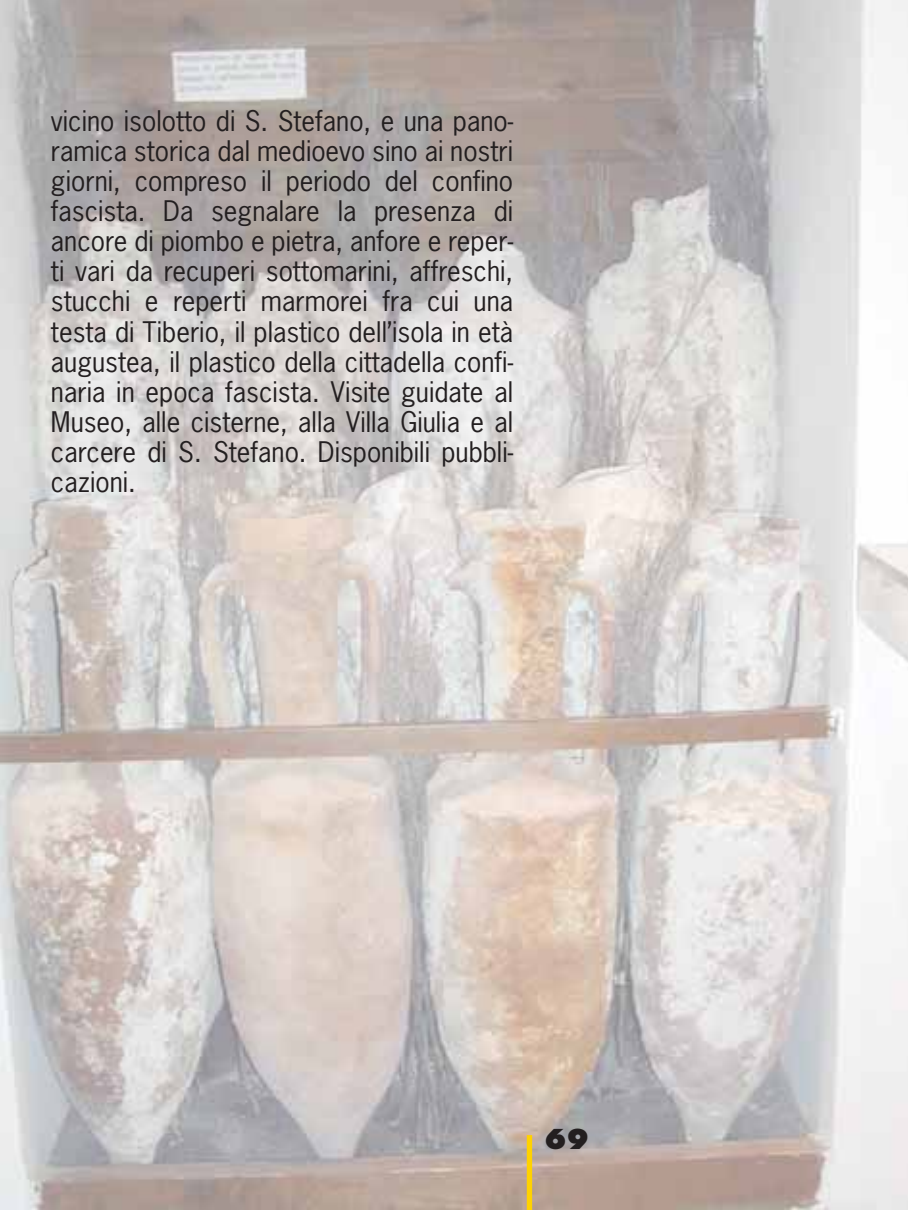 vicino isolotto di S. Stefano, e una pano-
ramica storica dal medioevo sino ai nostri
giorni, compreso il periodo del confino
fascista. Da segnalare la presenza di
ancore di piombo e pietra, anfore e reper-
ti vari da recuperi sottomarini, affreschi,
stucchi e reperti marmorei fra cui una
testa di Tiberio, il plastico dell'isola in età
augustea, il plastico della cittadella confi-
naria in epoca fascista. Visite guidate al
Museo, alle cisterne, alla Villa Giulia e al
carcere di S. Stefano. Disponibili pubbli-
cazioni.
69